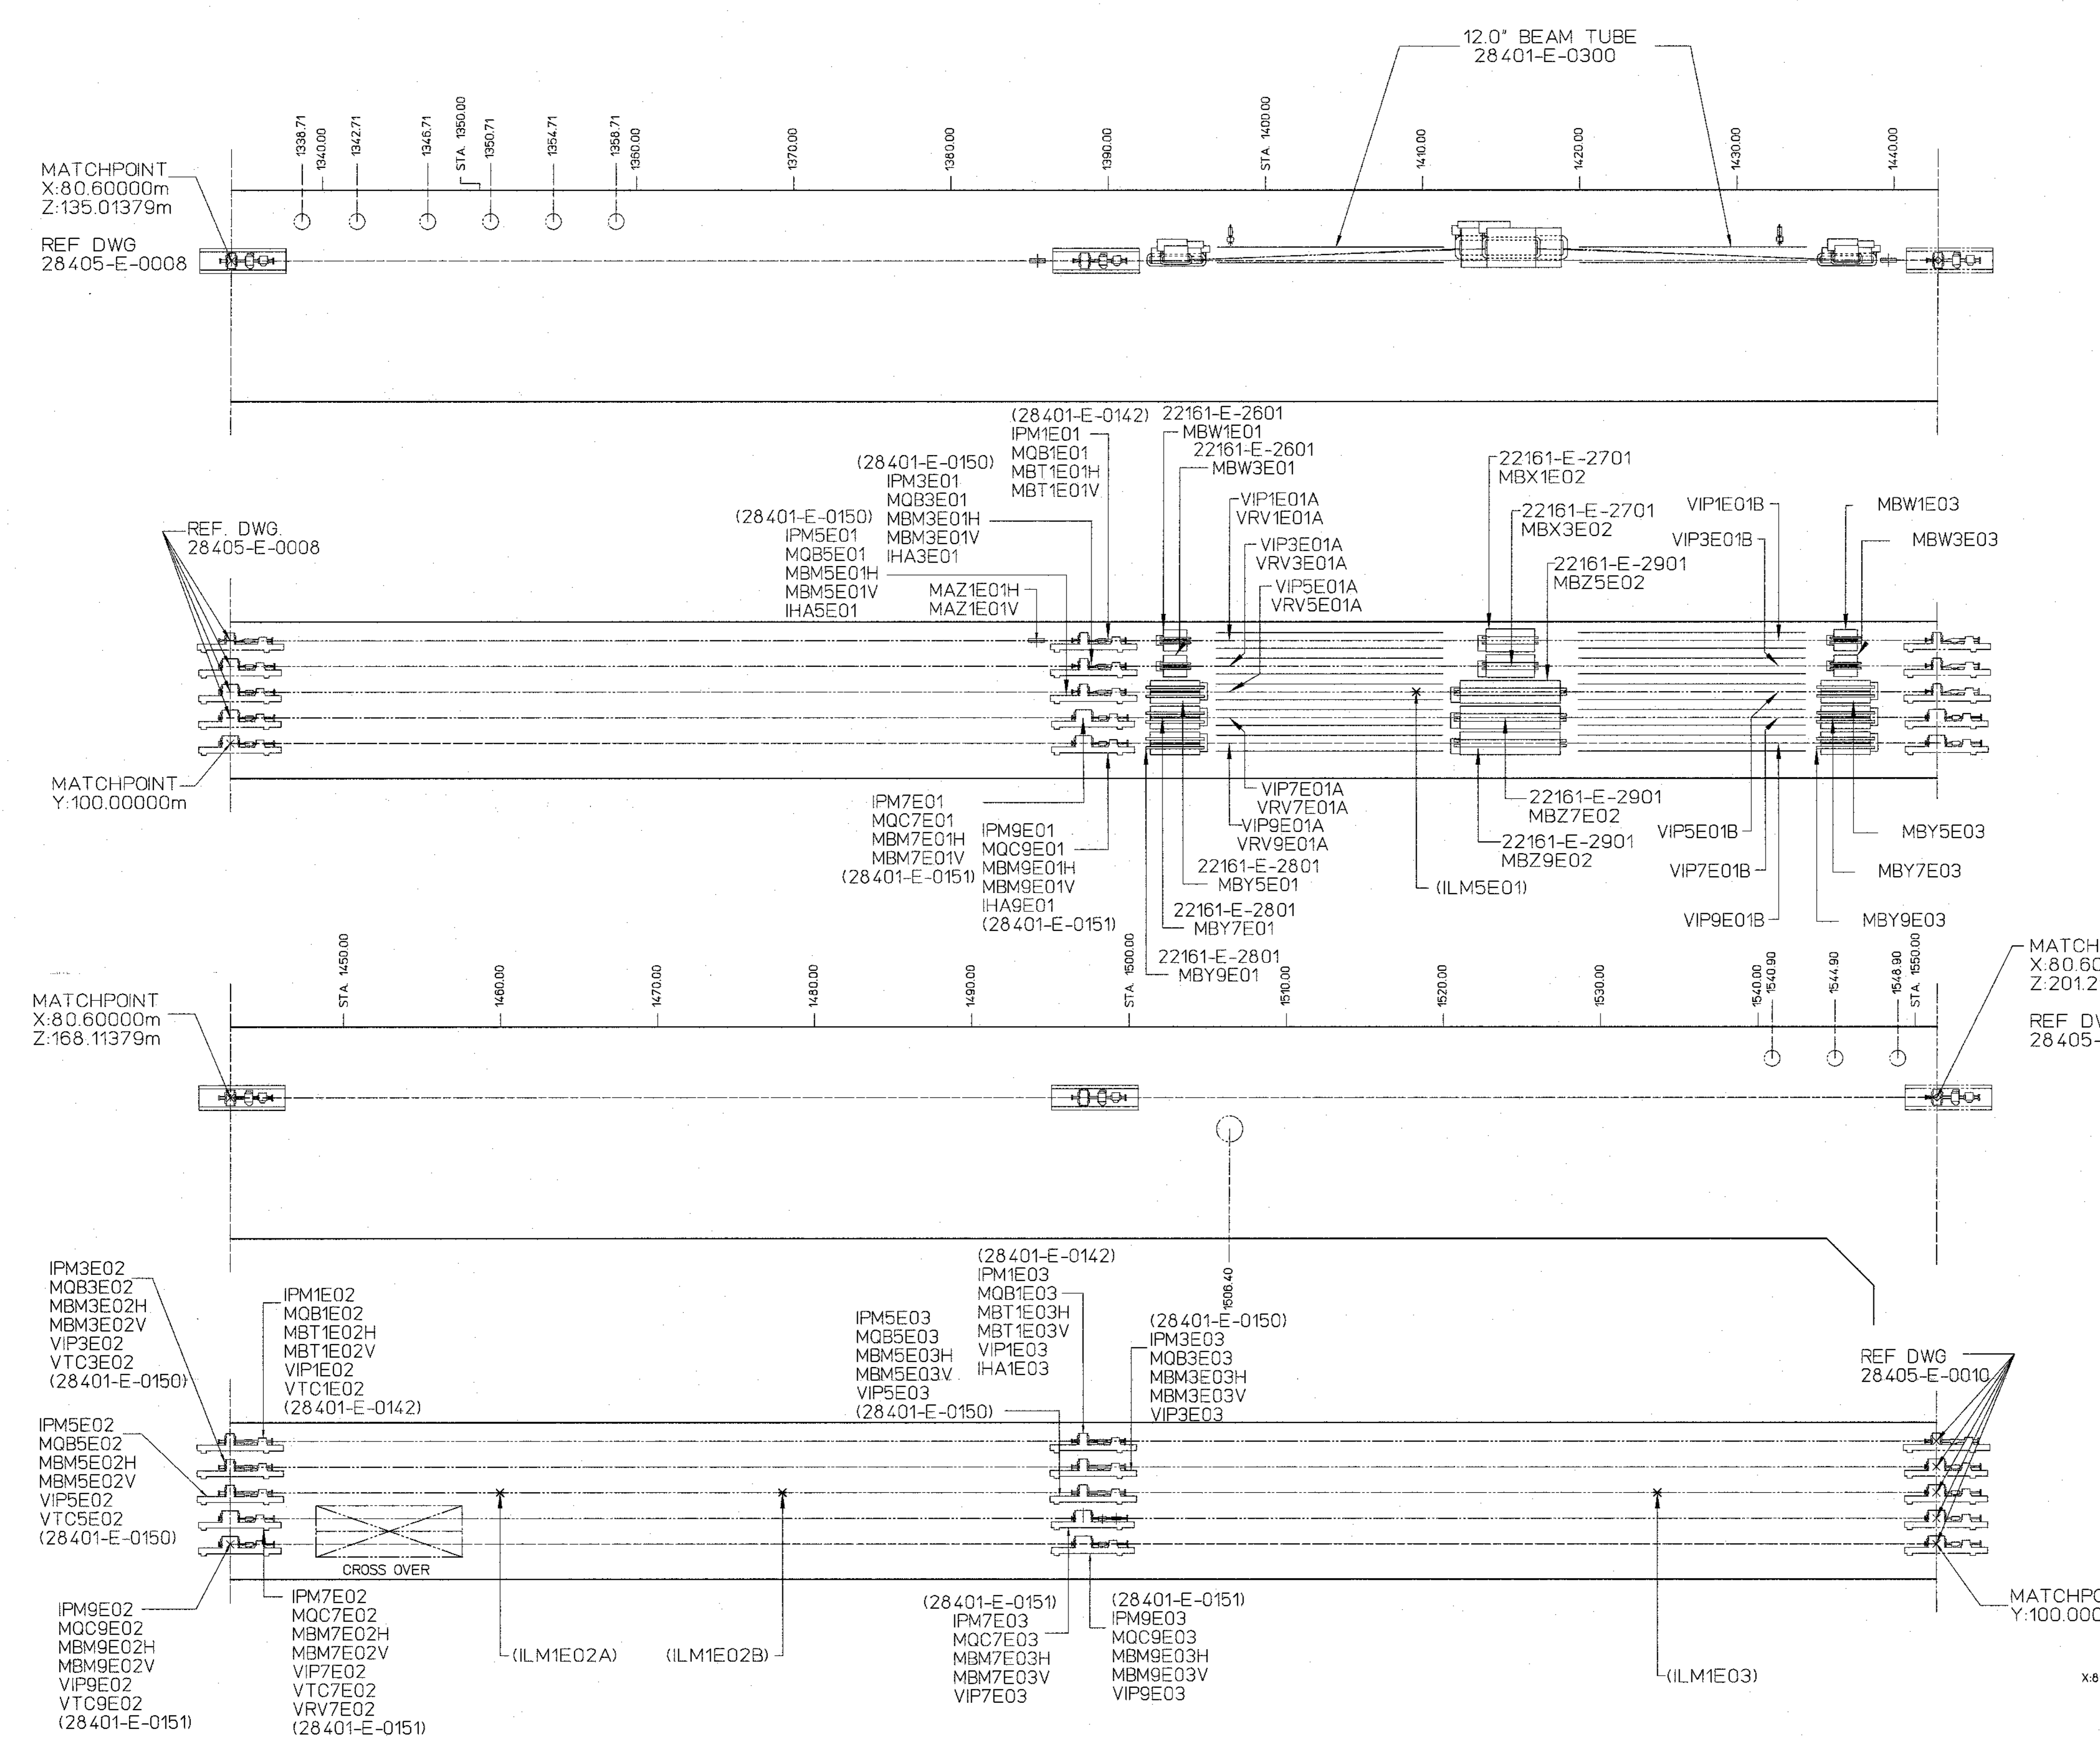 12.0" BEAM TUBE
28401-E-0300
1338.71
1340.00
1342.71
1346.71
STA. 1350.00
1350.71
1354.71
1358.71
1360.00
1370.00
1380.00
1390.00
STA. 1400.00
1410.00
1420.00
1430.00
1440.00
MATCHPOINT
X:80.60000m
Z:135.01379m
REF DWG
28405-E-0008
(28401-E-0142)
IPM1E01
MQB1E01
MBT1E01H
MBT1E01V
22161-E-2601
MBW1E01
22161-E-2601
MBW3E01
(28401-E-0150)
IPM3E01
MQB3E01
MBM3E01H
MBM3E01V
IHA3E01
(28401-E-0150)
IPM5E01
MQB5E01
MBM5E01H
MBM5E01V
IHA5E01
MAZ1E01H
MAZ1E01V
VIP1E01A
VRV1E01A
VIP3E01A
VRV3E01A
VIP5E01A
VRV5E01A
22161-E-2701
MBX1E02
22161-E-2701
MBX3E02
22161-E-2901
MBZ5E02
VIP1E01B
VIP3E01B
MBW1E03
MBW3E03
REF. DWG.
28405-E-0008
MATCHPOINT
Y:100.00000m
IPM7E01
MQC7E01
MBM7E01H
MBM7E01V
(28401-E-0151)
IPM9E01
MQC9E01
MBM9E01H
MBM9E01V
IHA9E01
(28401-E-0151)
VIP7E01A
VRV7E01A
VIP9E01A
VRV9E01A
22161-E-2801
MBY5E01
22161-E-2801
MBY7E01
22161-E-2801
MBY9E01
(ILM5E01)
22161-E-2901
MBZ7E02
22161-E-2901
MBZ9E02
VIP5E01B
VIP7E01B
VIP9E01B
MBY5E03
MBY7E03
MBY9E03
STA. 1450.00
1460.00
1470.00
1480.00
1490.00
STA. 1500.00
1510.00
1520.00
1530.00
1540.00
1540.90
1544.90
1548.90
STA. 1550.00
MATCHPOINT
X:80.60000m
Z:168.11379m
MATCH
X:80.60
Z:201.2
REF DW
28405-
1506.40
IPM3E02
MQB3E02
MBM3E02H
MBM3E02V
VIP3E02
VTC3E02
(28401-E-0150)
IPM1E02
MQB1E02
MBT1E02H
MBT1E02V
VIP1E02
VTC1E02
(28401-E-0142)
IPM5E03
MQB5E03
MBM5E03H
MBM5E03V
VIP5E03
(28401-E-0150)
(28401-E-0142)
IPM1E03
MQB1E03
MBT1E03H
MBT1E03V
VIP1E03
IHA1E03
(28401-E-0150)
IPM3E03
MQB3E03
MBM3E03H
MBM3E03V
VIP3E03
REF DWG
28405-E-0010
IPM5E02
MQB5E02
MBM5E02H
MBM5E02V
VIP5E02
VTC5E02
(28401-E-0150)
CROSS OVER
IPM9E02
MQC9E02
MBM9E02H
MBM9E02V
VIP9E02
VTC9E02
(28401-E-0151)
IPM7E02
MQC7E02
MBM7E02H
MBM7E02V
VIP7E02
VTC7E02
VRV7E02
(28401-E-0151)
(ILM1E02A)
(ILM1E02B)
(28401-E-0151)
IPM7E03
MQC7E03
MBM7E03H
MBM7E03V
VIP7E03
(28401-E-0151)
IPM9E03
MQC9E03
MBM9E03H
MBM9E03V
VIP9E03
(ILM1E03)
MATCHPO
Y:100.000
X:8